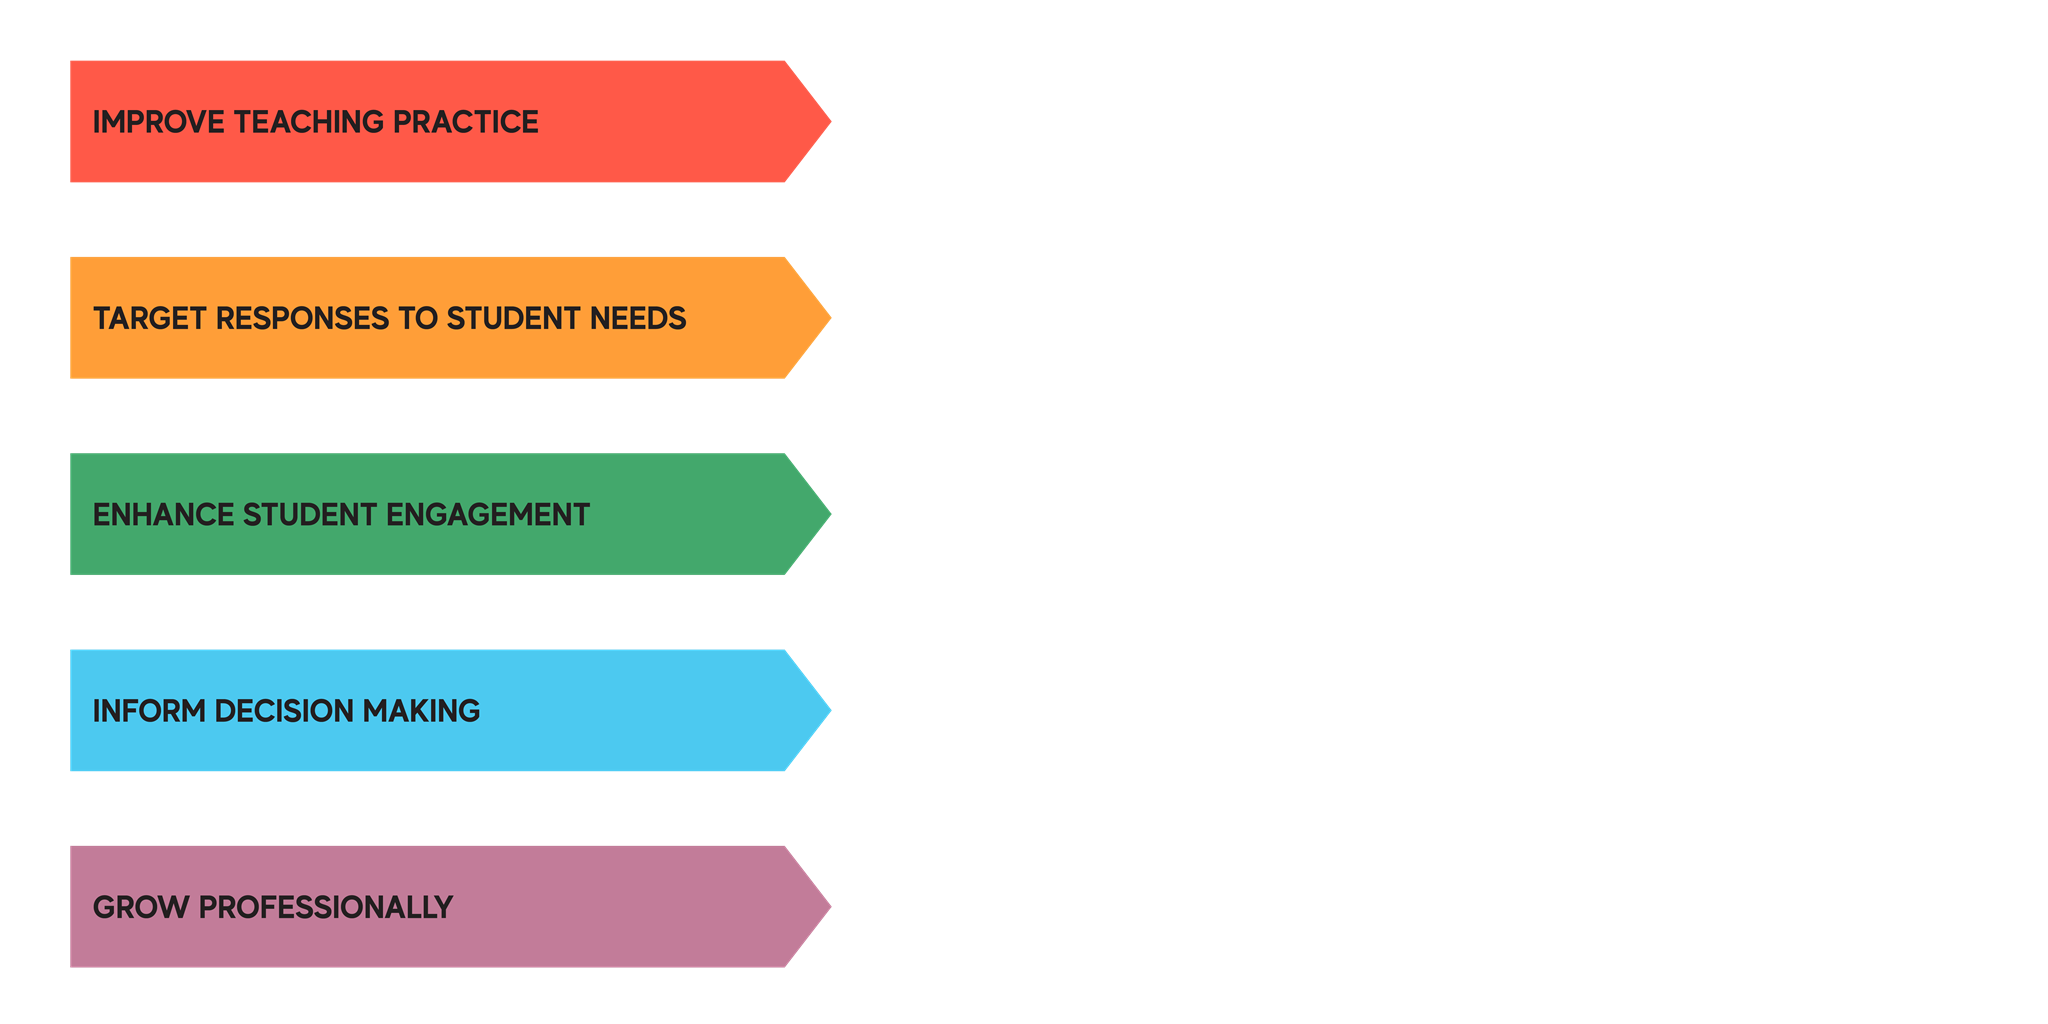 IMPROVE TEACHING PRACTICE
TARGET RESPONSES TO STUDENT NEEDS
ENHANCE STUDENT ENGAGEMENT
INFORM DECISION MAKING
GROW PROFESSIONALLY